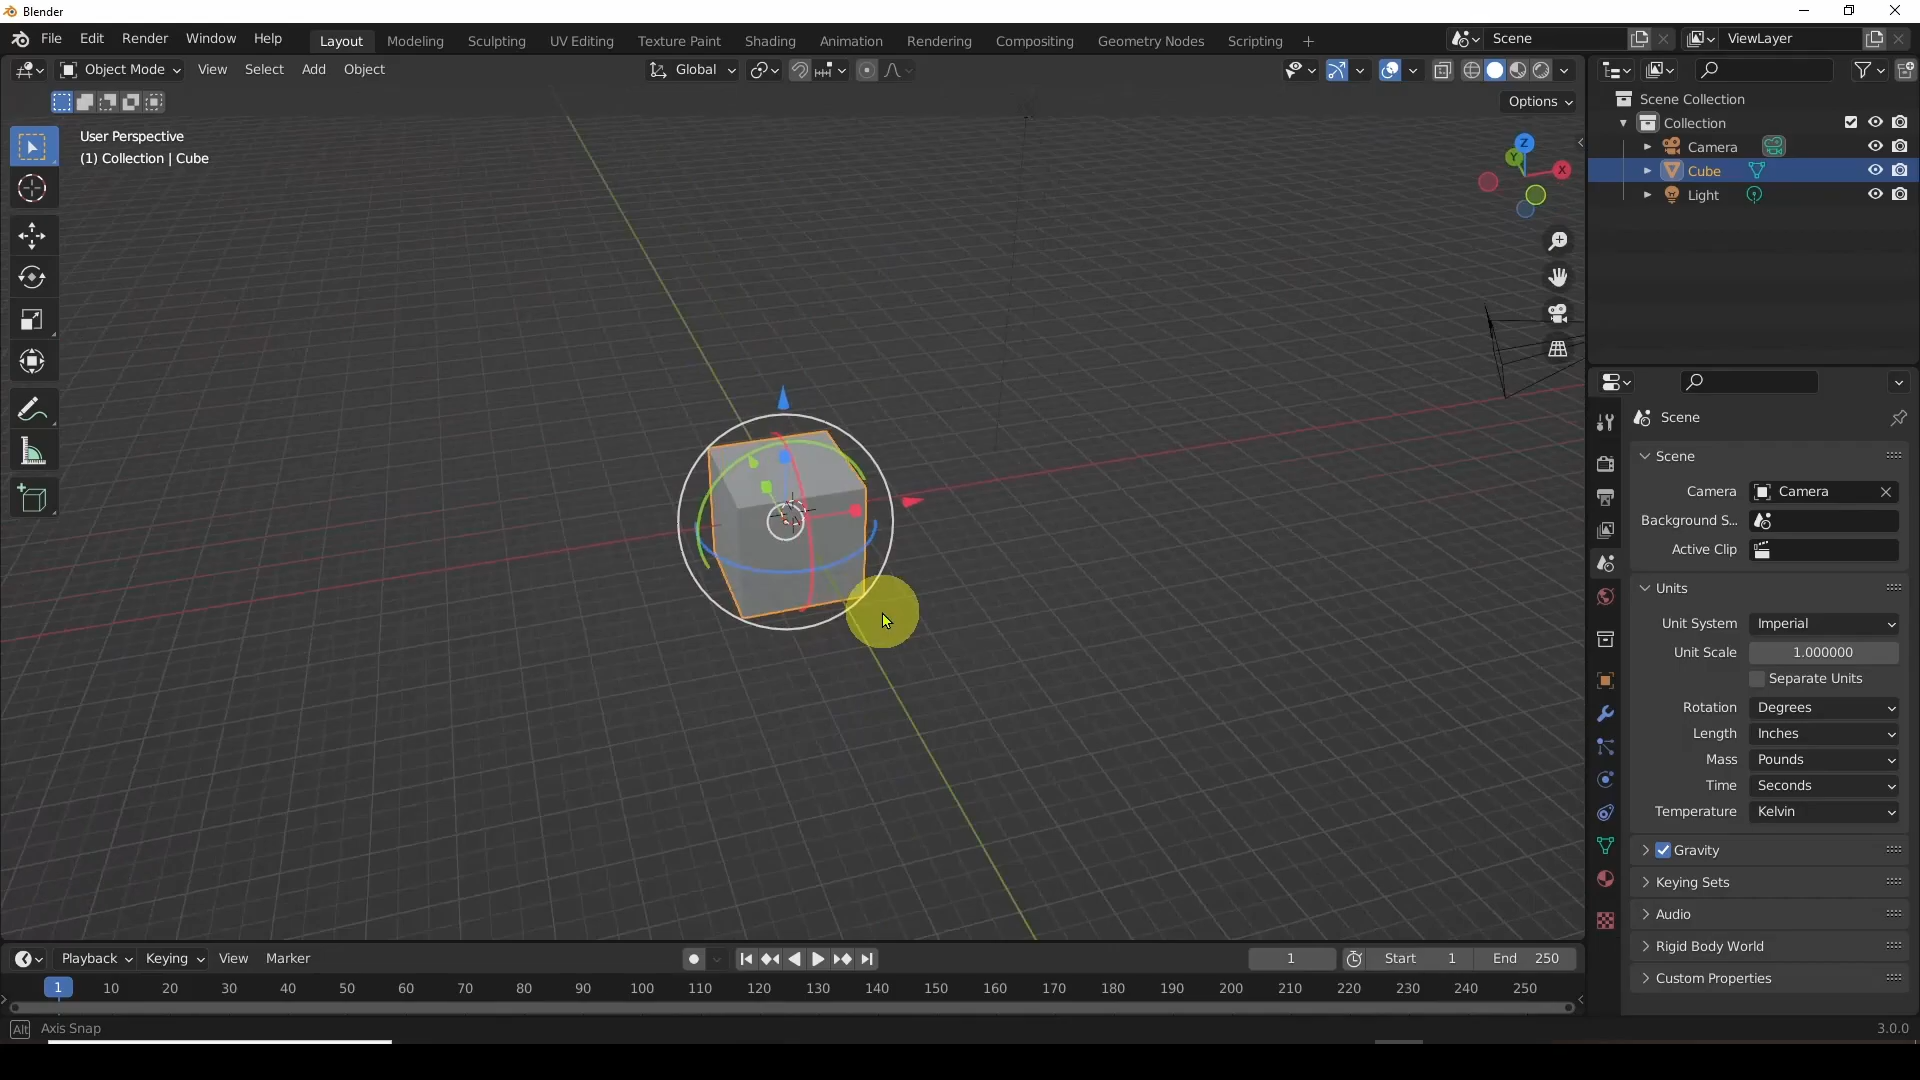 Blender
File Edit Render Window Help
Layout Modeling Sculpting UV Editing Texture Paint Shading Animation Rendering Compositing Geometry Nodes Scripting +
Scene
ViewLayer
Object Mode View Select Add Object
Global
Options
User Perspective
(1) Collection | Cube
Z
Y
X
Scene Collection
Collection
Camera
Cube
Light
Scene
Scene
Camera Camera
Background S...
Active Clip
Units
Unit System Imperial
Unit Scale 1.000000
Separate Units
Rotation Degrees
Length Inches
Mass Pounds
Time Seconds
Temperature Kelvin
Gravity
Keying Sets
Audio
Rigid Body World
Custom Properties
Playback Keying View Marker
1
Start 1
End 250
1 10 20 30 40 50 60 70 80 90 100 110 120 130 140 150 160 170 180 190 200 210 220 230 240 250
Alt Axis Snap
3.0.0